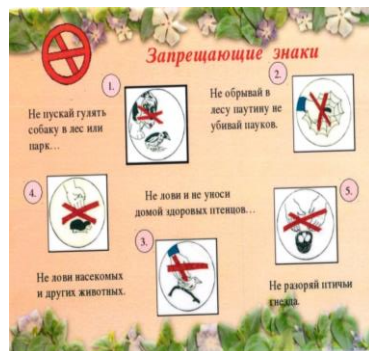 Запрещающие знаки
1.
Не пускай гулять
собаку в лес или
парк…
2.
Не обрывай в
лесу паутину не
убивай пауков.
4.
Не лови насекомых
и других животных.
Не лови и не уноси
домой здоровых птенцов…
3.
5.
Не разоряй птичьи
гнезда.